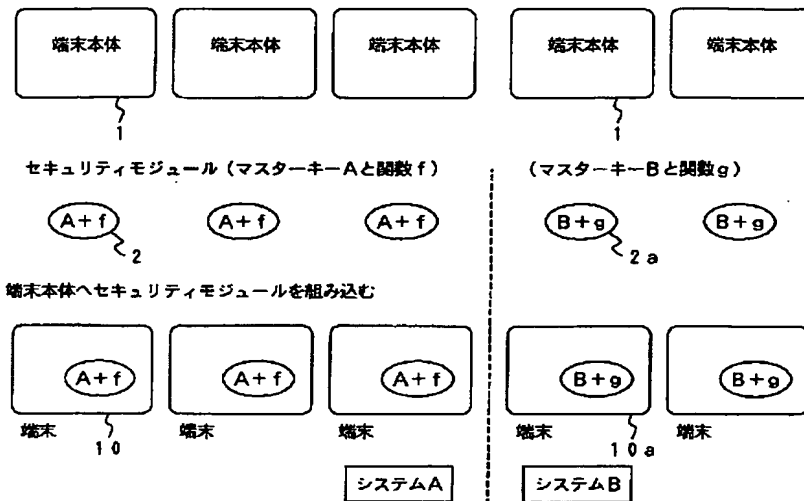 端末本体 端末本体 端末本体 端末本体 端末本体
1 1
セキュリティモジュール（マスターキーAと関数f） （マスターキーBと関数g）
A+f A+f A+f B+g B+g
2 2a
端末本体へセキュリティモジュールを組み込む
A+f A+f A+f B+g B+g
端末 端末 端末 端末 端末
10 10a
システムA システムB